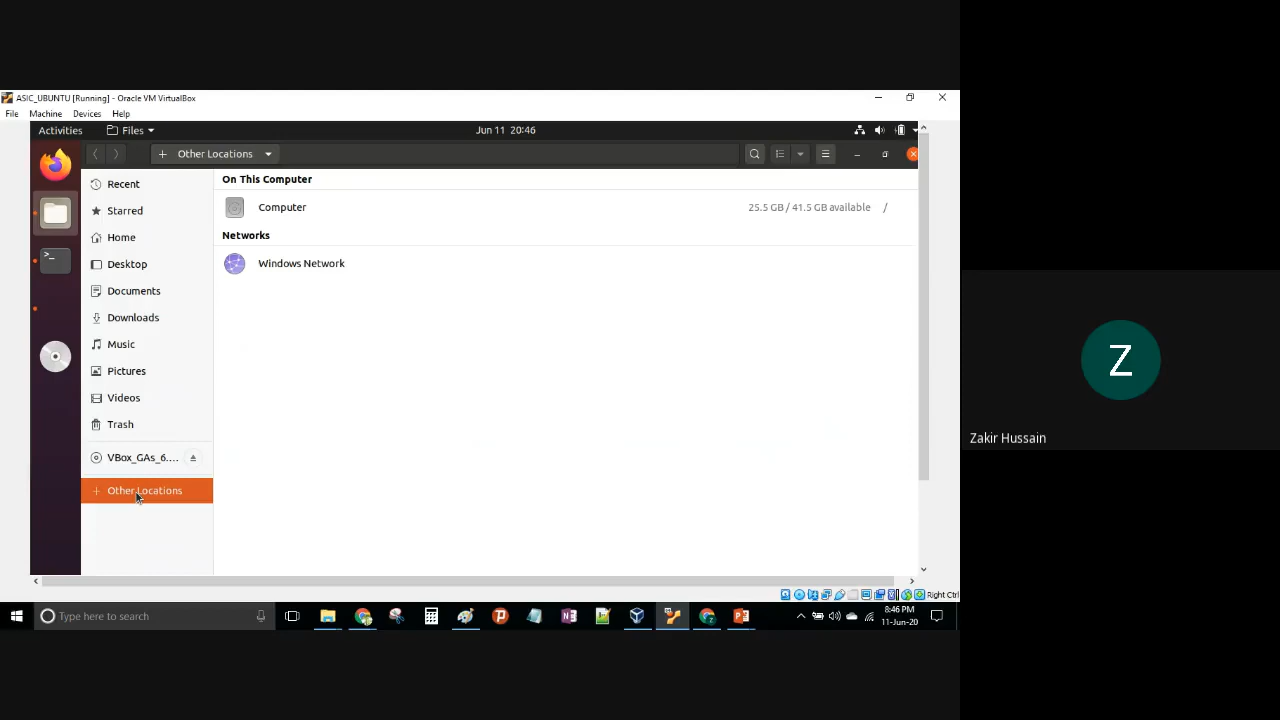 ASIC_UBUNTU [Running] - Oracle VM VirtualBox
File Machine Devices Help
Activities Files Jun 11 20:46
Other Locations
Recent
Starred
Home
Desktop
Documents
Downloads
Music
Pictures
Videos
Trash
VBox_GAs_6....
Other Locations
On This Computer
Computer 25.5 GB / 41.5 GB available /
Networks
Windows Network
Right Ctrl
Type here to search
8:46 PM
11-Jun-20
Z
Zakir Hussain